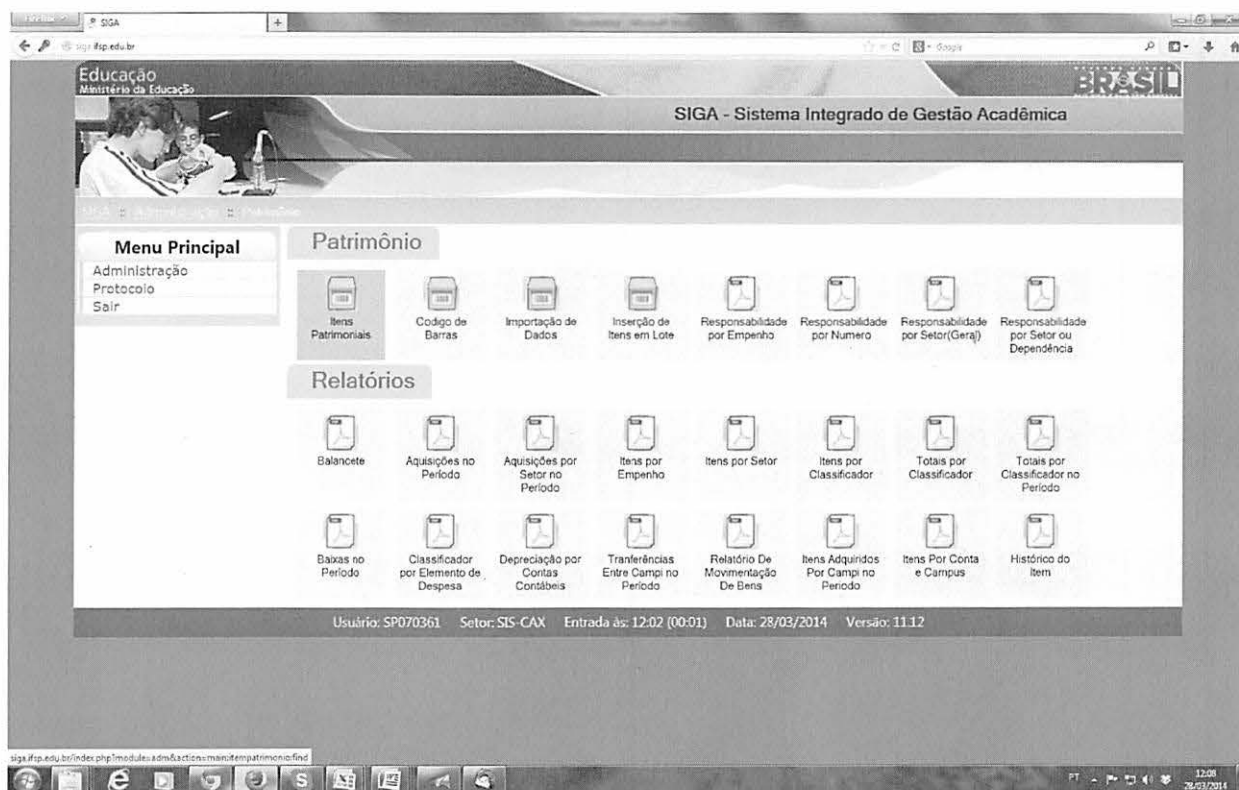 SIGA
+
siga.ifsp.edu.br
Google
Educação
Ministério da Educação
BRASIL
SIGA - Sistema Integrado de Gestão Acadêmica
SIGA :: Administração :: Patrimônio
Menu Principal
Administração
Protocolo
Sair
Patrimônio
Itens Patrimoniais
Codigo de Barras
Importação de Dados
Inserção de Itens em Lote
Responsabilidade por Empenho
Responsabilidade por Numero
Responsabilidade por Setor(Geral)
Responsabilidade por Setor ou Dependência
Relatórios
Balancete
Aquisições no Período
Aquisições por Setor no Período
Itens por Empenho
Itens por Setor
Itens por Classificador
Totais por Classificador
Totais por Classificador no Período
Baixas no Período
Classificador por Elemento de Despesa
Depreciação por Contas Contábeis
Tranferências Entre Campi no Período
Relatório De Movimentação De Bens
Itens Adquiridos Por Campi no Periodo
Itens Por Conta e Campus
Histórico do Item
Usuário: SP070361 Setor: SIS-CAX Entrada às: 12:02 (00:01) Data: 28/03/2014 Versão: 11.12
siga.ifsp.edu.br/index.php?module=adm&action=main:itempatrimonio:find
PT
12:08
28/03/2014